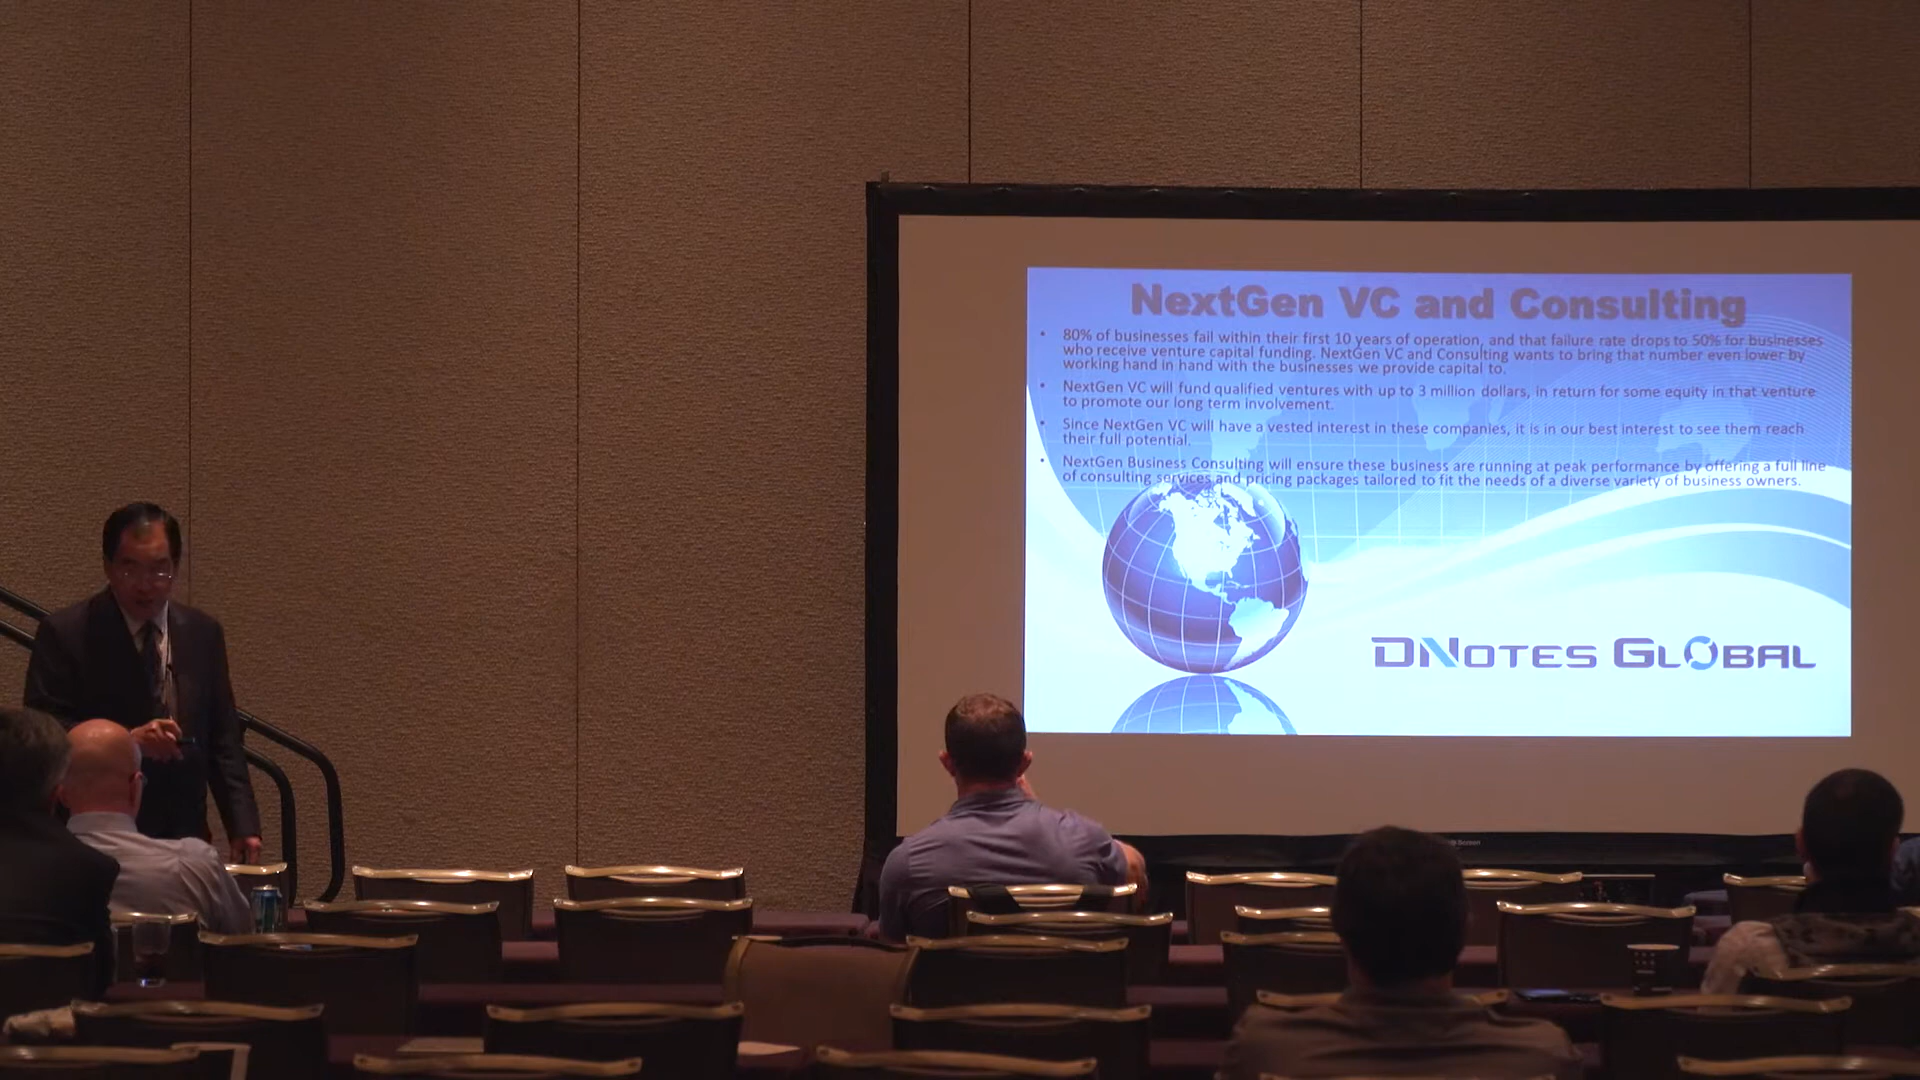 NextGen VC and Consulting
• 80% of businesses fail within their first 10 years of operation, and that failure rate drops to 50% for businesses
who receive venture capital funding. NextGen VC and Consulting wants to bring that number even lower by
working hand in hand with the businesses we provide capital to.
• NextGen VC will fund qualified ventures with up to 3 million dollars, in return for some equity in that venture
to promote our long term involvement.
• Since NextGen VC will have a vested interest in these companies, it is in our best interest to see them reach
their full potential.
• NextGen Business Consulting will ensure these business are running at peak performance by offering a full line
of consulting services and pricing packages tailored to fit the needs of a diverse variety of business owners.
DNotes Global